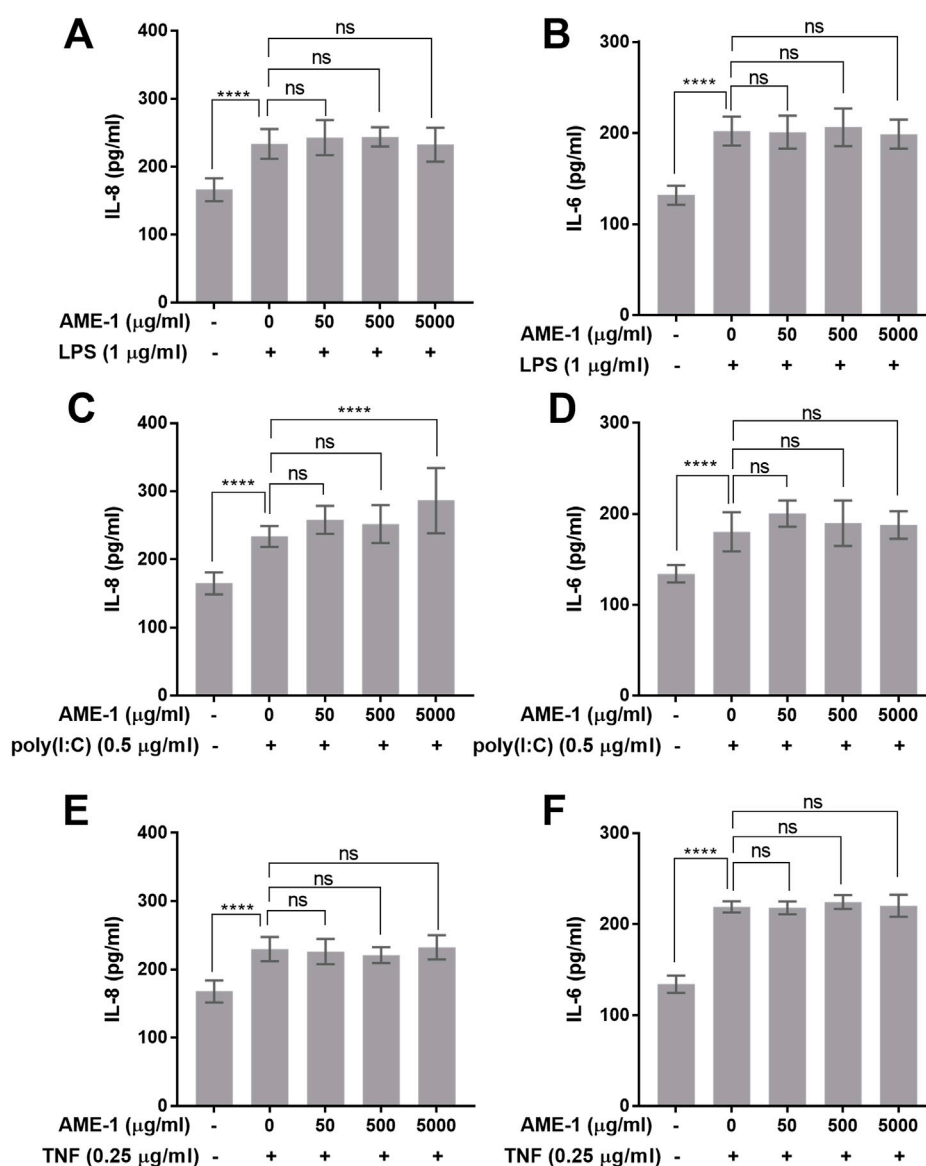 A
400
300
200
100
0
IL-8 (pg/ml)
ns
ns
**** ns
AME-1 (µg/ml) - 0 50 500 5000
LPS (1 µg/ml) - + + + +
B
300
200
100
0
IL-6 (pg/ml)
ns
ns
**** ns
AME-1 (µg/ml) - 0 50 500 5000
LPS (1 µg/ml) - + + + +
C
400
300
200
100
0
IL-8 (pg/ml)
****
ns
**** ns
AME-1 (µg/ml) - 0 50 500 5000
poly(I:C) (0.5 µg/ml) - + + + +
D
300
200
100
0
IL-6 (pg/ml)
ns
ns
**** ns
AME-1 (µg/ml) - 0 50 500 5000
poly(I:C) (0.5 µg/ml) - + + + +
E
400
300
200
100
0
IL-8 (pg/ml)
ns
ns
**** ns
AME-1 (µg/ml) - 0 50 500 5000
TNF (0.25 µg/ml) - + + + +
F
300
200
100
0
IL-6 (pg/ml)
ns
ns
**** ns
AME-1 (µg/ml) - 0 50 500 5000
TNF (0.25 µg/ml) - + + + +